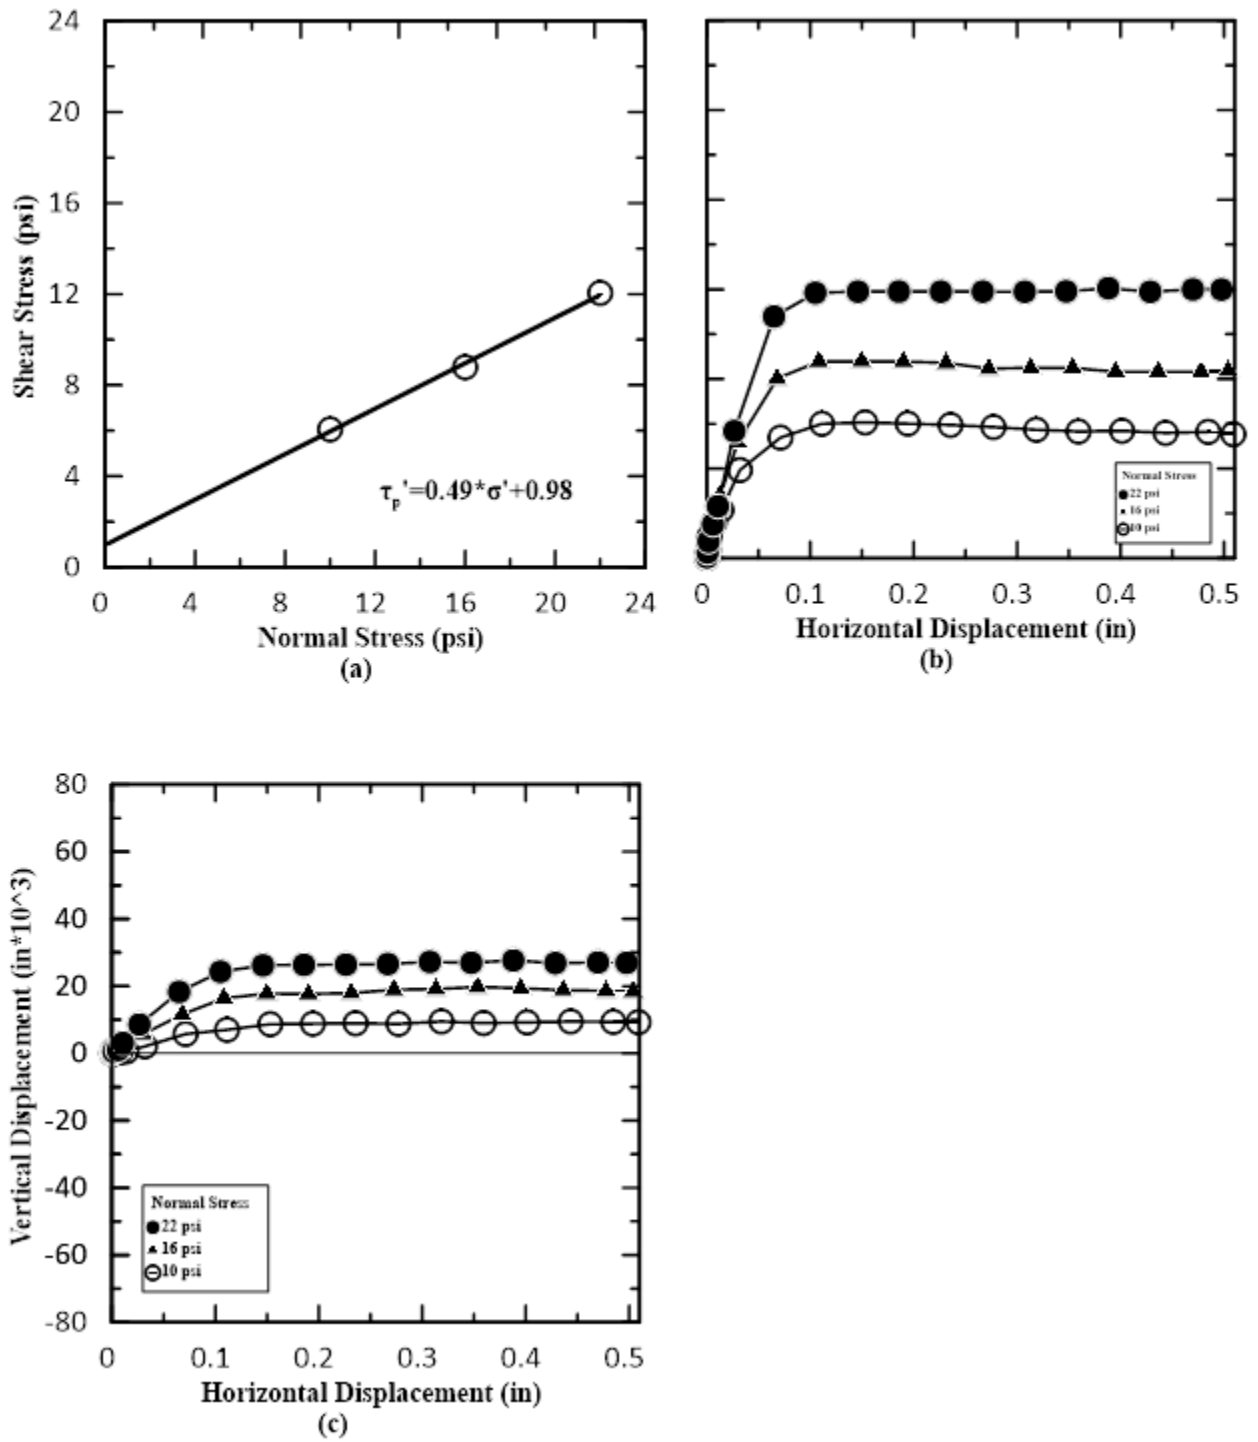 24
20
16
12
8
4
0
Shear Stress (psi)
τp'=0.49*σ'+0.98
0 4 8 12 16 20 24
Normal Stress (psi)
(a)
Normal Stress
22 psi
16 psi
10 psi
0 0.1 0.2 0.3 0.4 0.5
Horizontal Displacement (in)
(b)
80
60
40
20
0
-20
-40
-60
-80
Vertical Displacement (in*10^3)
Normal Stress
22 psi
16 psi
10 psi
0 0.1 0.2 0.3 0.4 0.5
Horizontal Displacement (in)
(c)